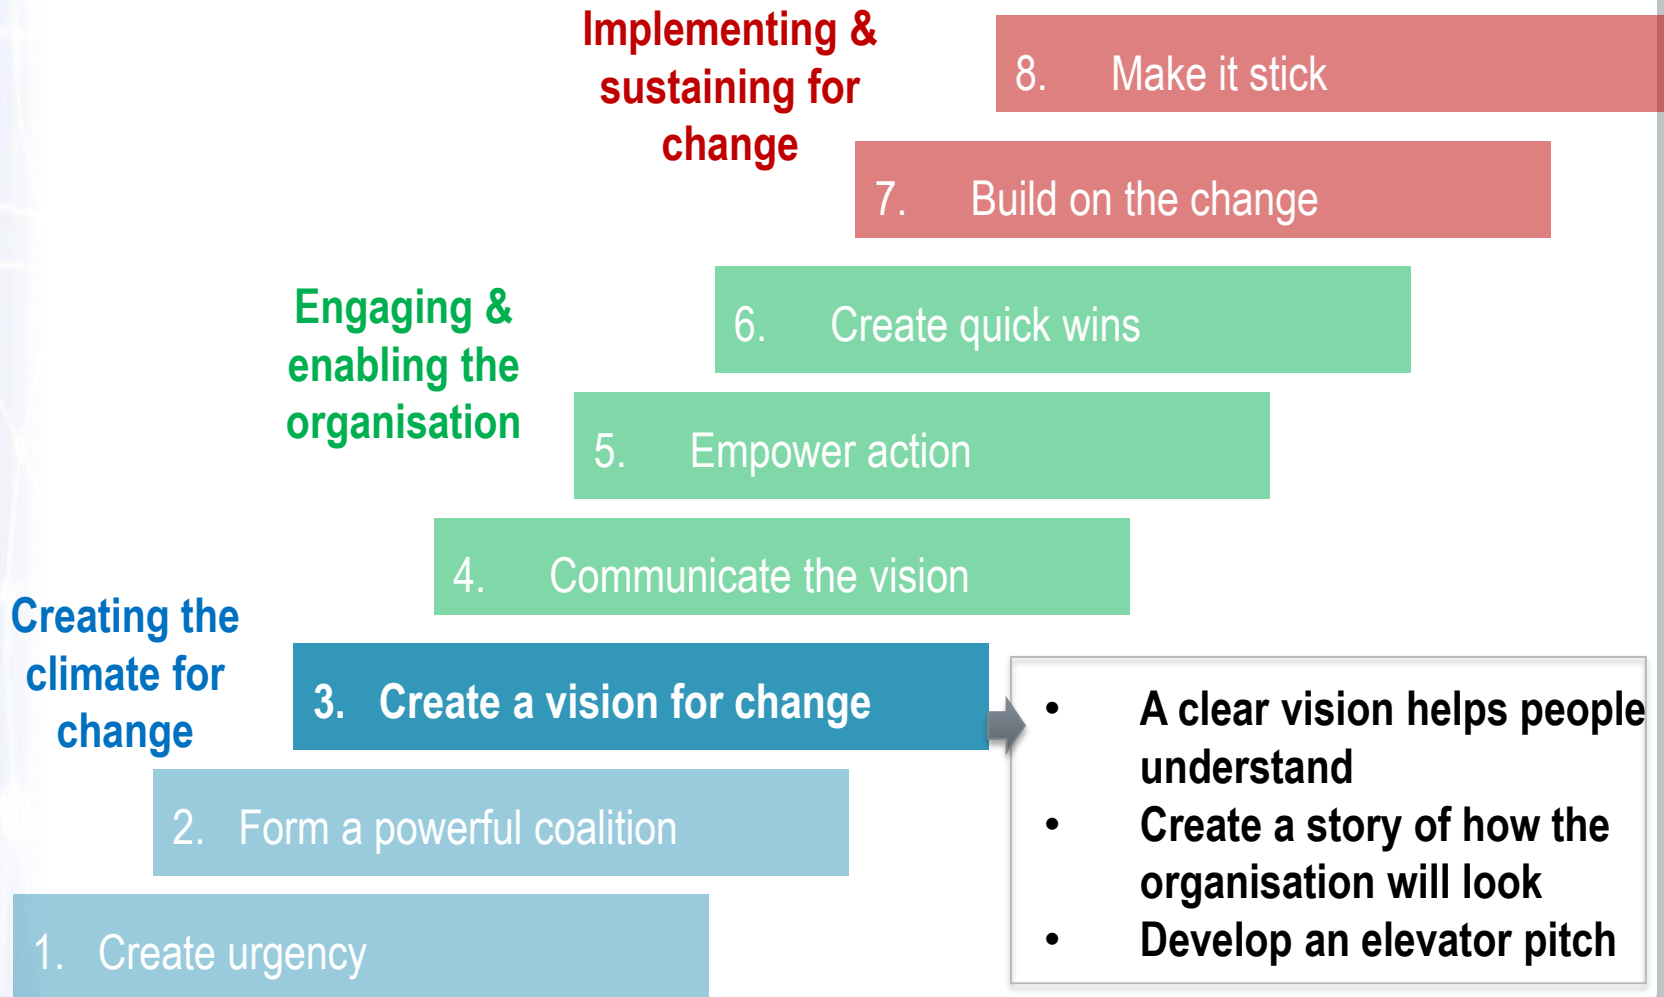 Implementing &
sustaining for
change
8. Make it stick
7. Build on the change
Engaging &
enabling the
organisation
6. Create quick wins
5. Empower action
4. Communicate the vision
Creating the
climate for
change
3. Create a vision for change
• A clear vision helps people
understand
• Create a story of how the
organisation will look
• Develop an elevator pitch
2. Form a powerful coalition
1. Create urgency